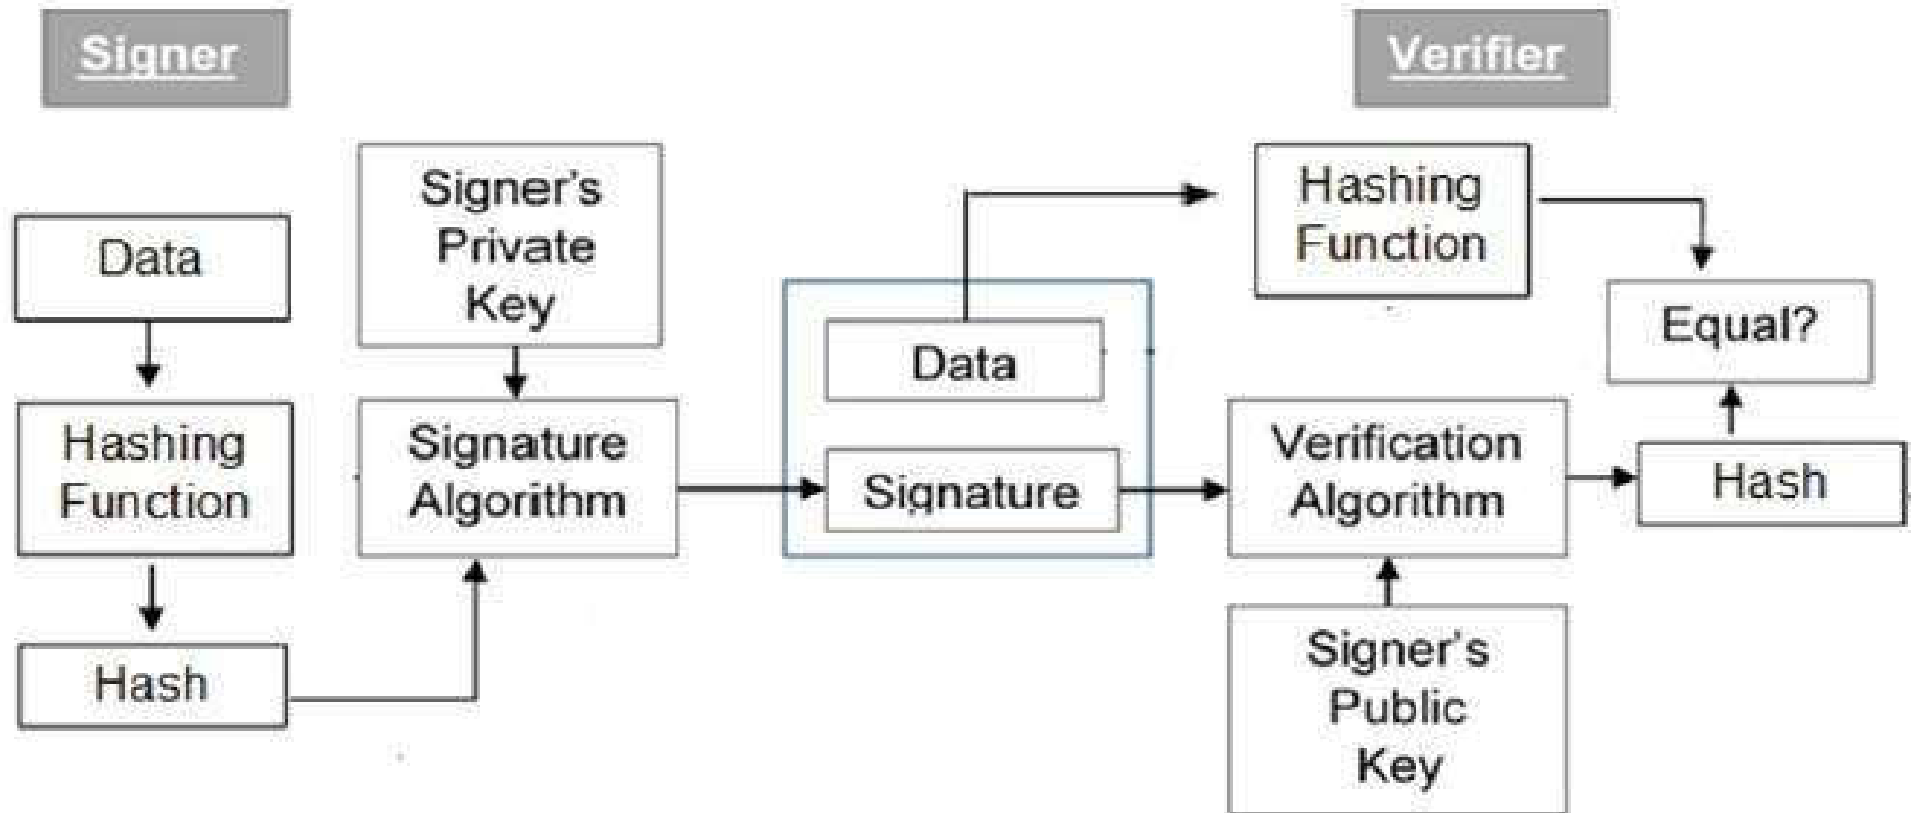 Signer
Verifier
Data
Hashing
Function
Hash
Signer's
Private
Key
Signature
Algorithm
Data
Signature
Hashing
Function
Verification
Algorithm
Signer's
Public
Key
Equal?
Hash